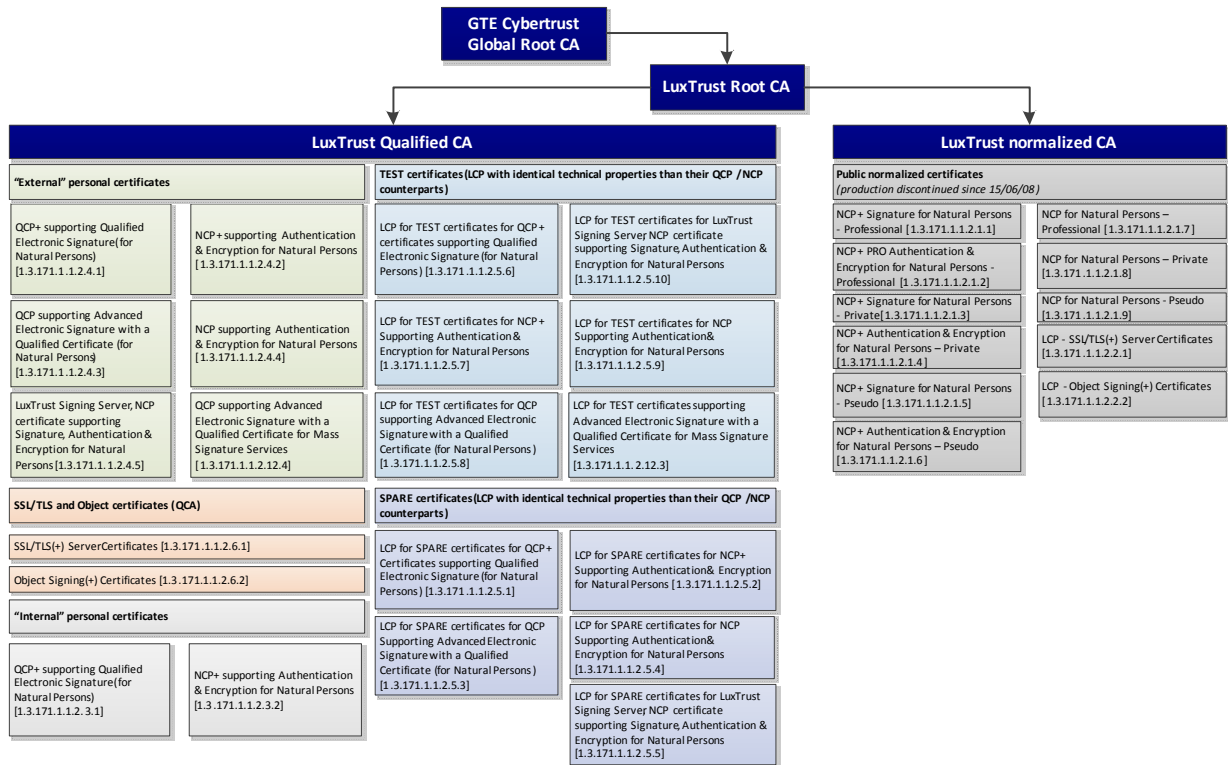 GTE Cybertrust
Global Root CA
LuxTrust Root CA
LuxTrust Qualified CA
“External” personal certificates
QCP+ supporting Qualified
Electronic Signature(for
Natural Persons)
[1.3.171.1.1.2.4.1]
NCP+ supporting Authentication
& Encryption for Natural Persons
[1.3.171.1.1.2.4.2]
QCP supporting Advanced
Electronic Signature with a
Qualified Certificate (for
Natural Persons)
[1.3.171.1.1.2.4.3]
NCP supporting Authentication
& Encryption for Natural Persons
[1.3.171.1.1.2.4.4]
LuxTrust Signing Server, NCP
certificate supporting
Signature, Authentication &
Encryption for Natural
Persons [1.3.171.1.1.2.4.5]
QCP supporting Advanced
Electronic Signature with a
Qualified Certificate for Mass
Signature Services
[1.3.171.1.1.2.12.4]
SSL/TLS and Object certificates (QCA)
SSL/TLS(+) ServerCertificates [1.3.171.1.1.2.6.1]
Object Signing(+) Certificates [1.3.171.1.1.2.6.2]
“Internal” personal certificates
QCP+ supporting Qualified
Electronic Signature(for
Natural Persons)
[1.3.171.1.1.2.3.1]
NCP+ supporting Authentication
& Encryption for Natural Persons
[1.3.171.1.1.2.3.2]
TEST certificates(LCP with identical technical properties than their QCP /NCP
counterparts)
LCP for TEST certificates for QCP+
certificates supporting Qualified
Electronic Signature (for Natural
Persons) [1.3.171.1.1.2.5.6]
LCP for TEST certificates for LuxTrust
Signing Server, NCP certificate
supporting Signature, Authentication &
Encryption for Natural Persons
[1.3.171.1.1.2.5.10]
LCP for TEST certificates for NCP+
Supporting Authentication &
Encryption for Natural Persons
[1.3.171.1.1.2.5.7]
LCP for TEST certificates for NCP
Supporting Authentication&
Encryption for Natural Persons
[1.3.171.1.1.2.5.9]
LCP for TEST certificates for QCP
supporting Advanced Electronic
Signature with a Qualified
Certificate (for Natural Persons)
[1.3.171.1.1.2.5.8]
LCP for TEST certificates supporting
Advanced Electronic Signature with a
Qualified Certificate for Mass Signature
Services
[1.3.171.1.1.2.12.3]
SPARE certificates(LCP with identical technical properties than their QCP /NCP
counterparts)
LCP for SPARE certificates for QCP+
Certificates supporting Qualified
Electronic Signature (for Natural
Persons) [1.3.171.1.1.2.5.1]
LCP for SPARE certificates for NCP+
Supporting Authentication& Encryption
for Natural Persons [1.3.171.1.1.2.5.2]
LCP for SPARE certificates for QCP
Supporting Advanced Electronic
Signature with a Qualified
Certificate (for Natural Persons)
[1.3.171.1.1.2.5.3]
LCP for SPARE certificates for NCP
Supporting Authentication&
Encryption for Natural Persons
[1.3.171.1.1.2.5.4]
LCP for SPARE certificates for LuxTrust
Signing Server, NCP certificate
supporting Signature, Authentication &
Encryption for Natural Persons
[1.3.171.1.1.2.5.5]
LuxTrust normalized CA
Public normalized certificates
(production discontinued since 15/06/08)
NCP+ Signature for Natural Persons
- Professional [1.3.171.1.1.2.1.1]
NCP for Natural Persons –
Professional [1.3.171.1.1.2.1.7]
NCP+ PRO Authentication &
Encryption for Natural Persons -
Professional [1.3.171.1.1.2.1.2]
NCP for Natural Persons – Private
[1.3.171.1.1.2.1.8]
NCP+ Signature for Natural Persons
- Private[1.3.171.1.1.2.1.3]
NCP for Natural Persons - Pseudo
[1.3.171.1.1.2.1.9]
NCP+ Authentication & Encryption
for Natural Persons – Private
[1.3.171.1.1.2.1.4]
LCP - SSL/TLS(+) Server Certificates
[1.3.171.1.1.2.2.1]
NCP+ Signature for Natural Persons
- Pseudo [1.3.171.1.1.2.1.5]
LCP - Object Signing(+) Certificates
[1.3.171.1.1.2.2.2]
NCP+ Authentication & Encryption
for Natural Persons – Pseudo
[1.3.171.1.1.2.1.6]